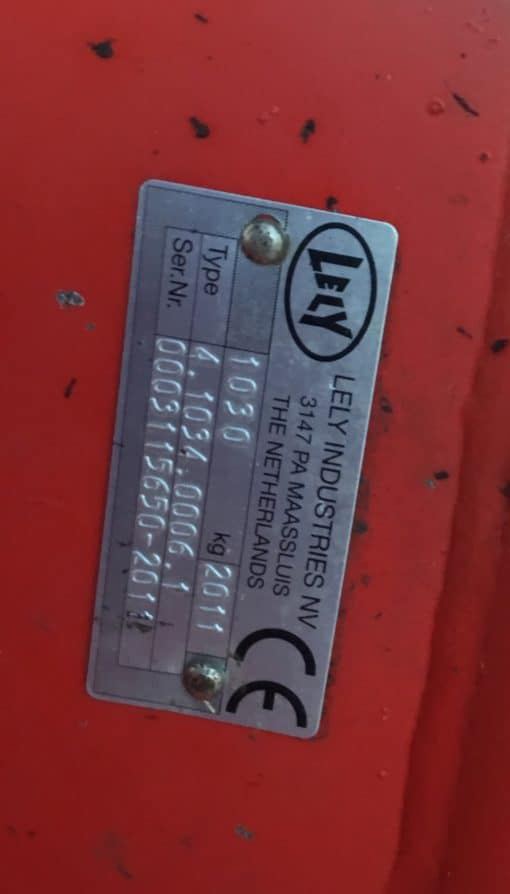 LELY
LELY INDUSTRIES NV
3147 PA MAASSLUIS
THE NETHERLANDS
CE
1030 kg 2011
Type 4.1034.0006.1
Ser.Nr. 0003115650-2011